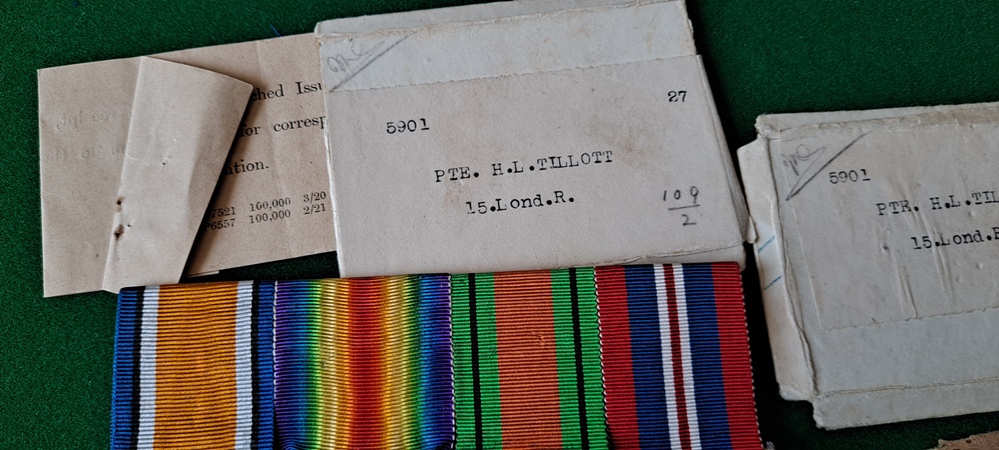 ched Issu
for corresp
ation.
7521 100,000 3/20
6557 100,000 2/21
27
5901
PTE. H.L.TILLOTT
15.Lond.R.
109
2
5901
PTE. H.L.TIL
15.Lond.R